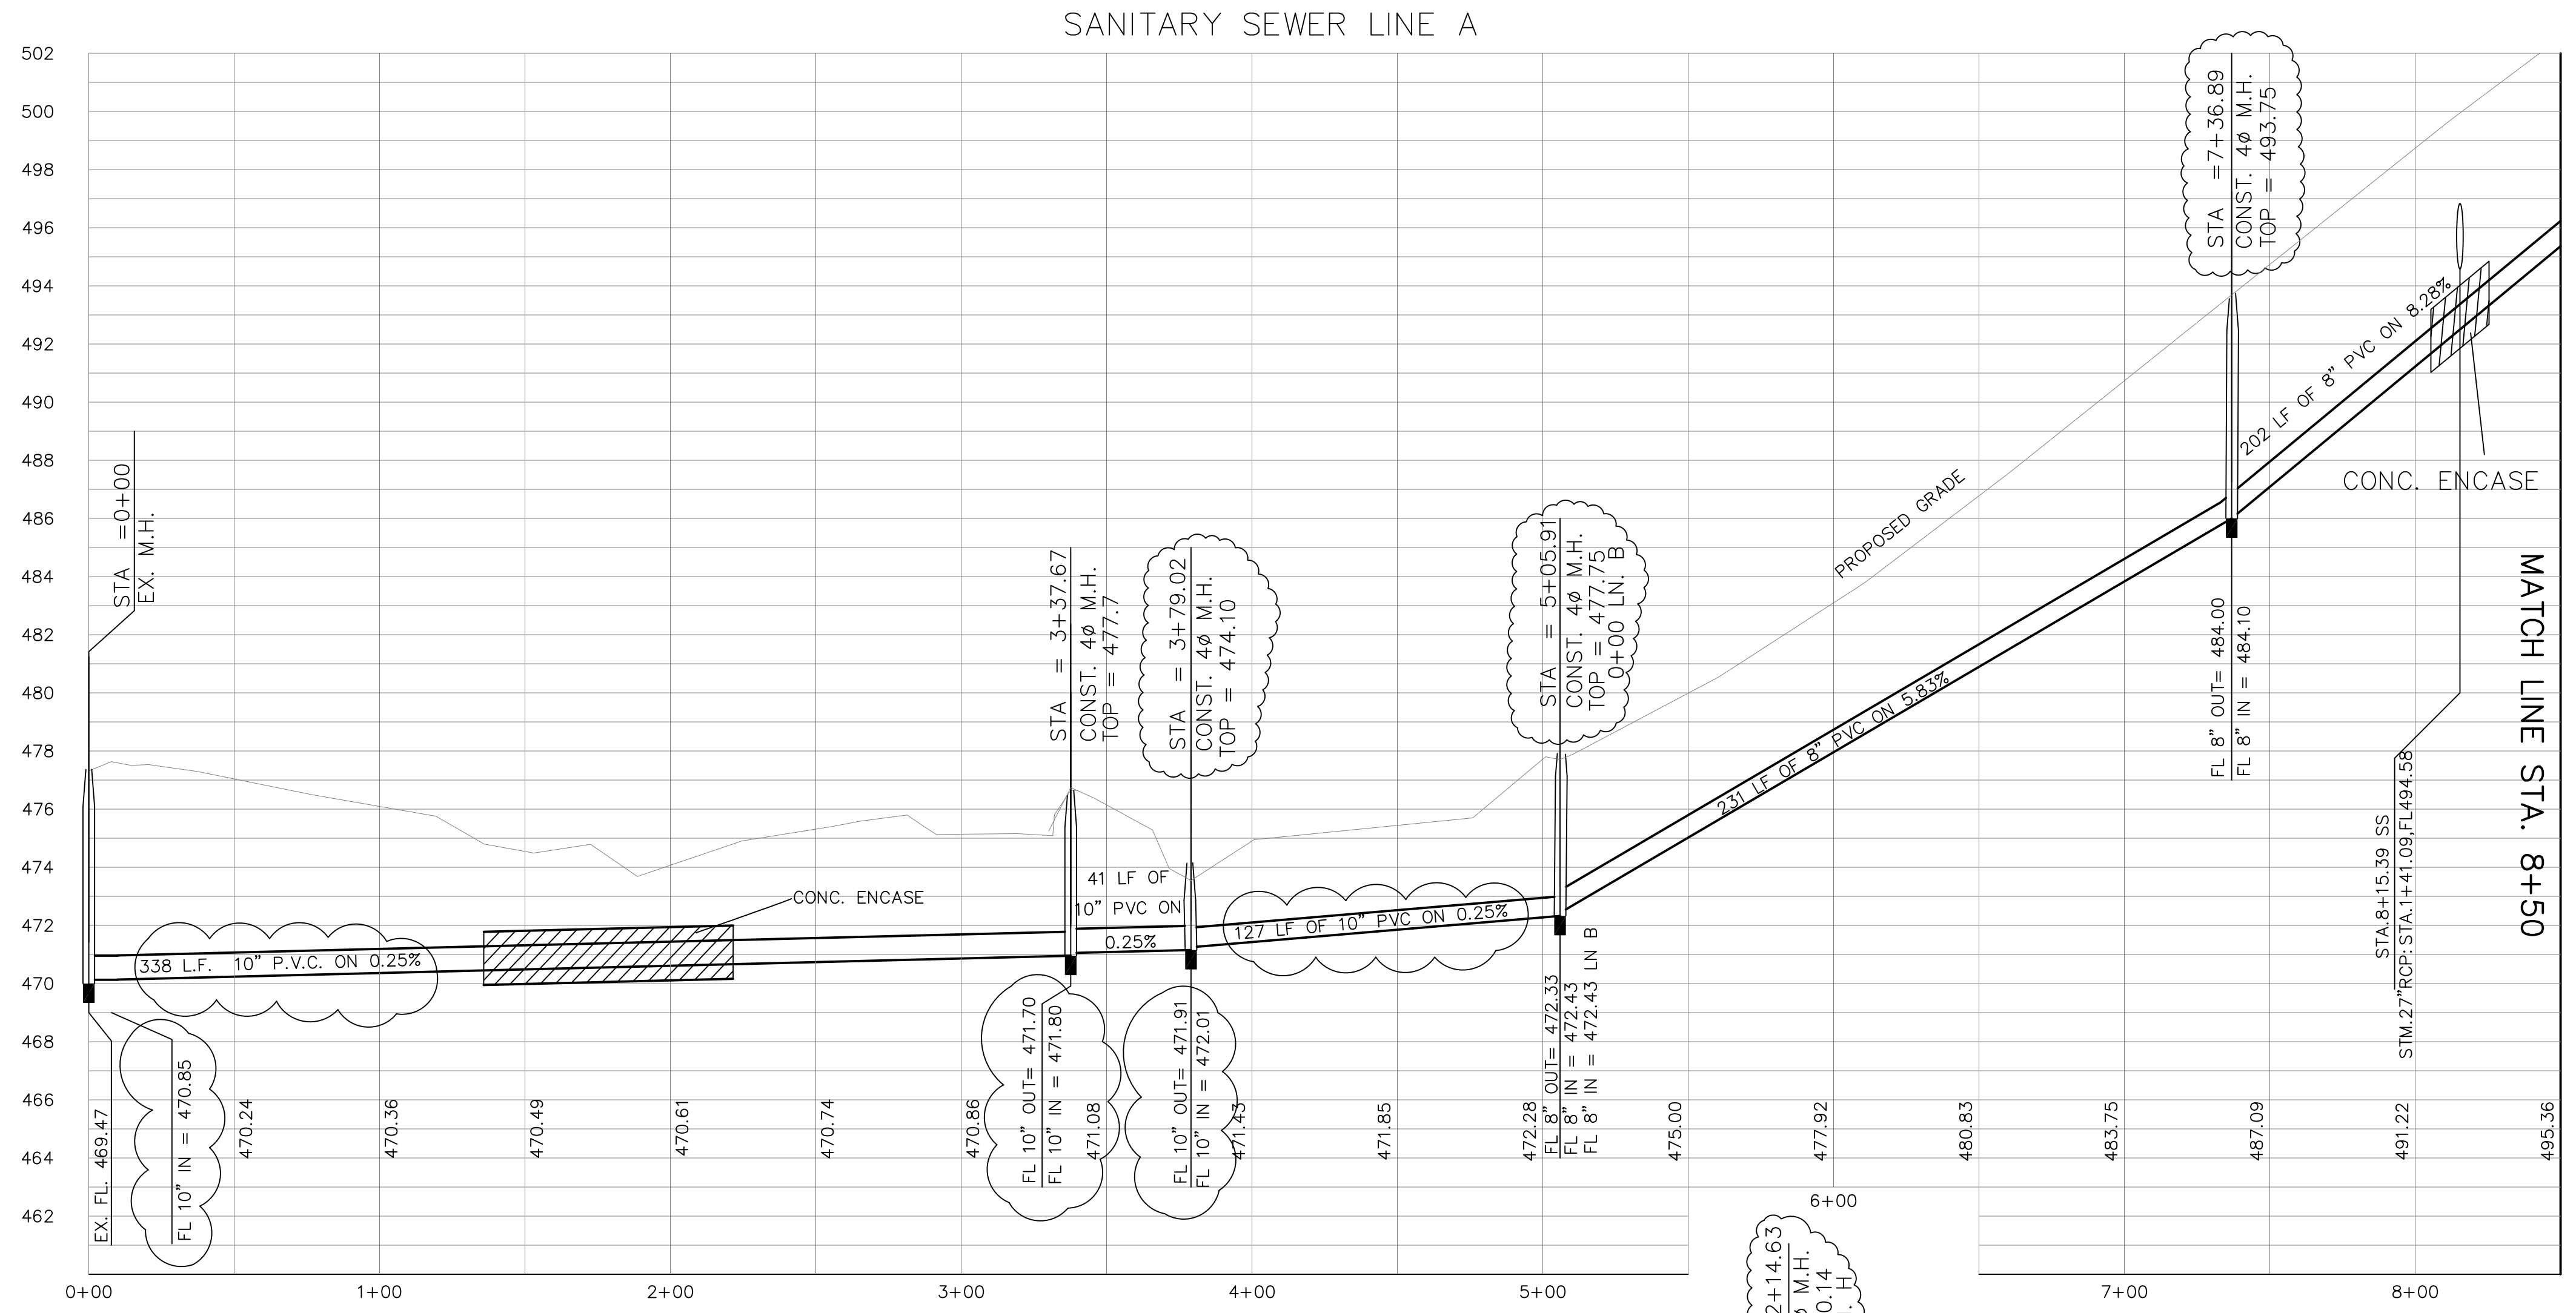 SANITARY SEWER LINE A
502
500
498
496
494
492
490
488
486
484
482
480
478
476
474
472
470
468
466
464
462
STA =0+00
EX. M.H.
STA = 3+37.67
CONST. 4ø M.H.
TOP = 477.7
STA = 3+79.02
CONST. 4ø M.H.
TOP = 474.10
STA = 5+05.91
CONST. 4ø M.H.
TOP = 477.75
0+00 LN. B
STA =7+36.89
CONST. 4ø M.H.
TOP = 493.75
PROPOSED GRADE
202 LF OF 8" PVC ON 8.28%
CONC. ENCASE
MATCH LINE STA. 8+50
231 LF OF 8" PVC ON 5.83%
338 L.F. 10" P.V.C. ON 0.25%
CONC. ENCASE
41 LF OF
10" PVC ON
0.25%
127 LF OF 10" PVC ON 0.25%
EX. FL. 469.47
FL 10" IN = 470.85
FL 10" OUT= 471.70
FL 10" IN = 471.80
FL 10" OUT= 471.91
FL 10" IN = 472.01
FL 8" OUT= 472.33
FL 8" IN = 472.43
FL 8" IN = 472.43 LN B
FL 8" OUT= 484.00
FL 8" IN = 484.10
STA.8+15.39 SS
STM.27"RCP:STA.1+41.09,FL494.58
470.24
470.36
470.49
470.61
470.74
470.86
471.08
471.43
471.85
472.28
475.00
477.92
480.83
483.75
487.09
491.22
495.36
6+00
2+14.63
M.H.
0.14
. H
0+00
1+00
2+00
3+00
4+00
5+00
7+00
8+00